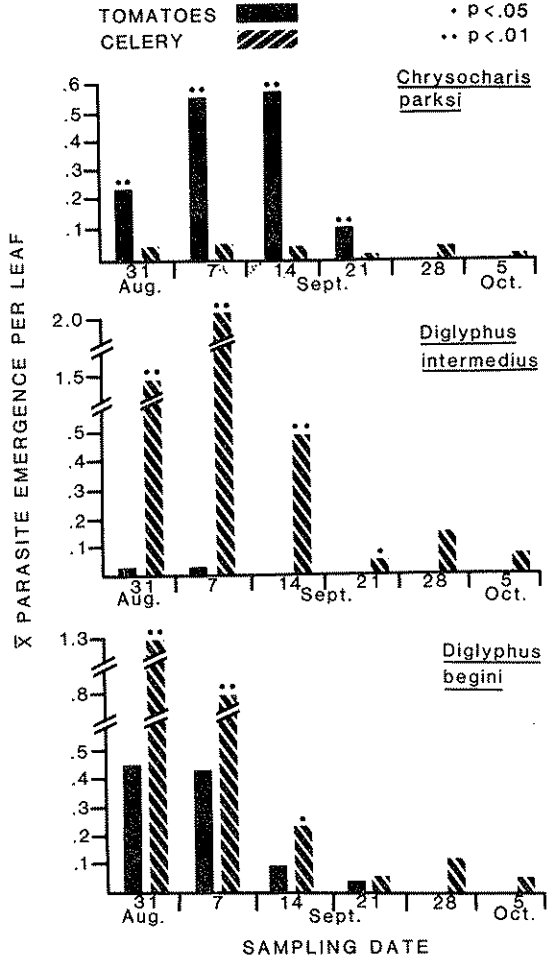 TOMATOES
CELERY
• p<.05
•• p<.01
Chrysocharis
parksi
.6
.5
.4
.3
.2
.1
31 7 14 21 28 5
Aug. Sept. Oct.
X̄ PARASITE EMERGENCE PER LEAF
Diglyphus
intermedius
2.0
1.5
.5
.4
.3
.2
.1
31 7 14 21 28 5
Aug. Sept. Oct.
Diglyphus
begini
1.3
.8
.5
.4
.3
.2
.1
31 7 14 21 28 5
Aug. Sept. Oct.
SAMPLING DATE